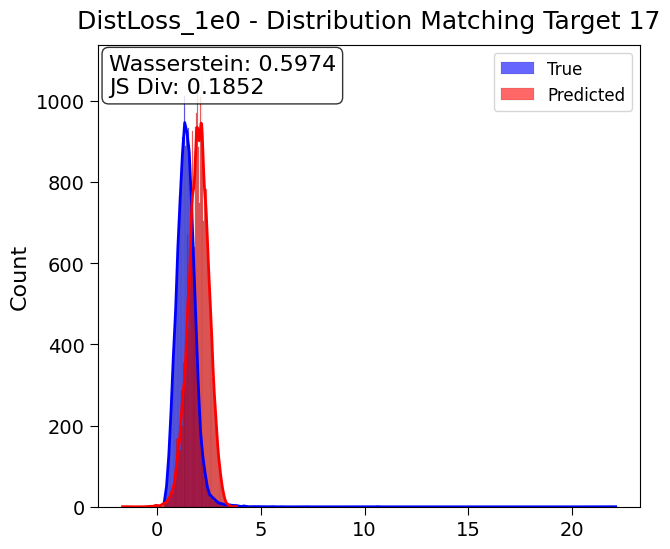 DistLoss_1e0 - Distribution Matching Target 17
Wasserstein: 0.5974
JS Div: 0.1852
True
Predicted
Count
1000
800
600
400
200
0
0
5
10
15
20